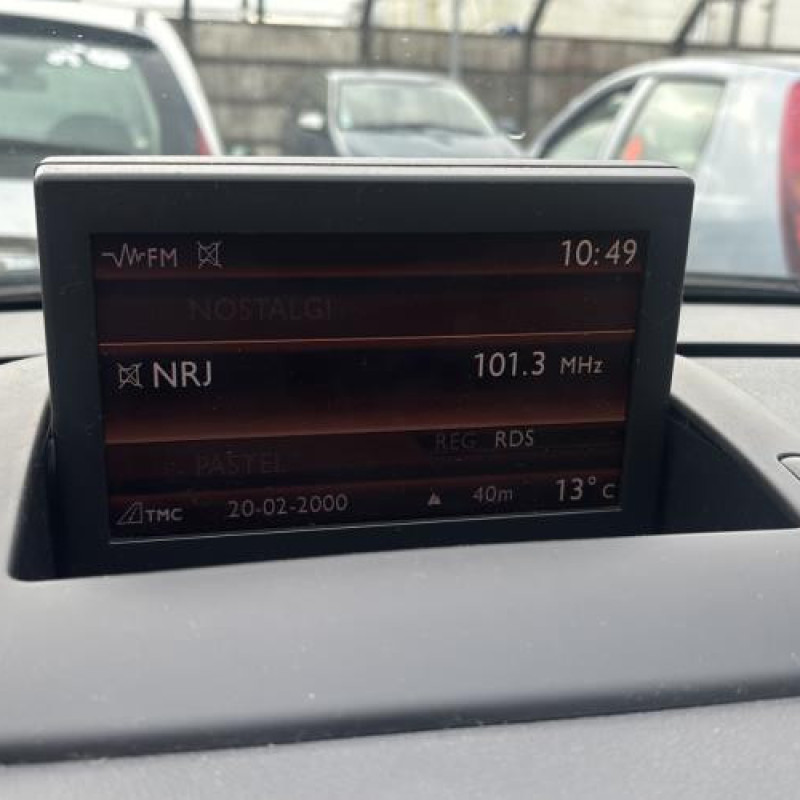 FM 10:49
NOSTALGI
NRJ 101.3 MHz
REG RDS
PASTEL
TMC 20-02-2000 40m 13°C